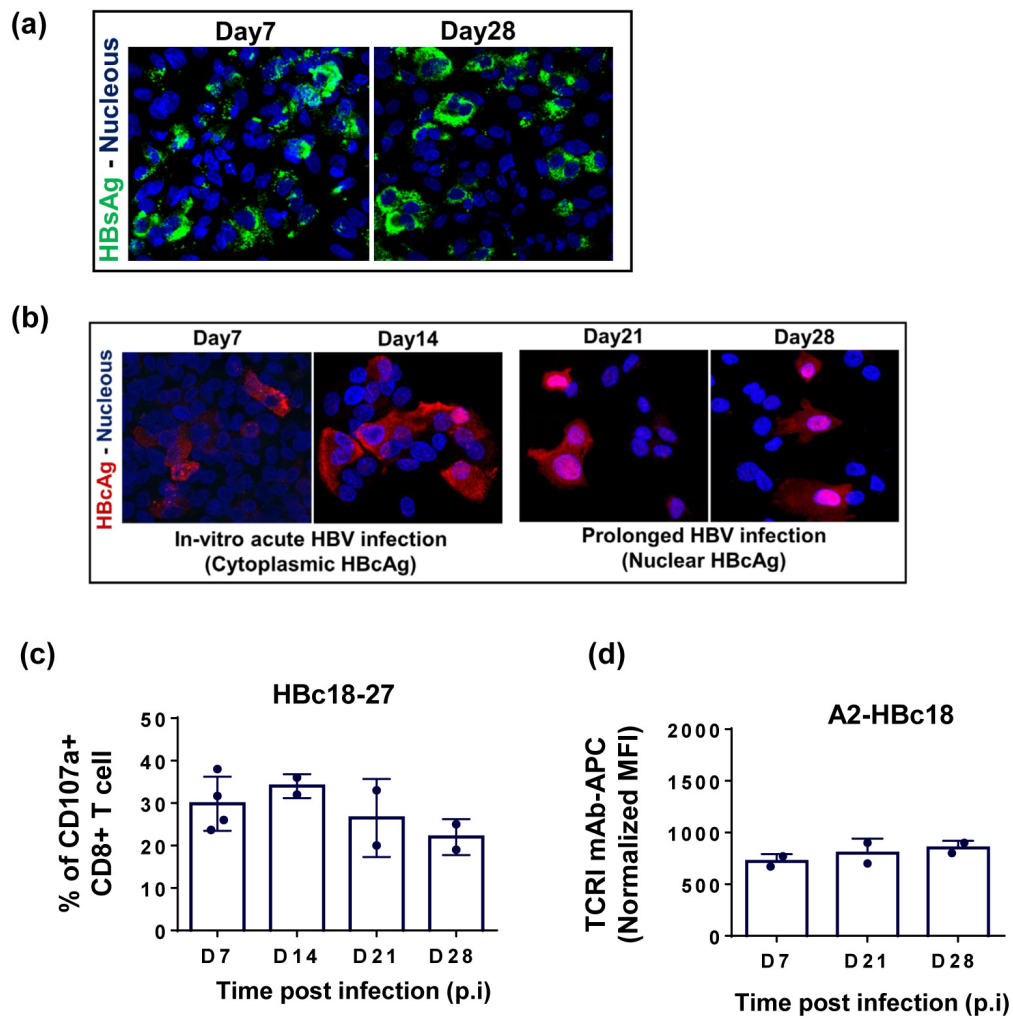 (a)
Day7 Day28
HBsAg - Nucleous
(b)
Day7 Day14 Day21 Day28
HBcAg - Nucleous
In-vitro acute HBV infection
(Cytoplasmic HBcAg)
Prolonged HBV infection
(Nuclear HBcAg)
(c)
HBc18-27
% of CD107a+
CD8+ T cell
50
40
30
20
10
0
D7 D14 D21 D28
Time post infection (p.i)
(d)
A2-HBc18
TCRl mAb-APC
(Normalized MFI)
2000
1500
1000
500
0
D7 D21 D28
Time post infection (p.i)